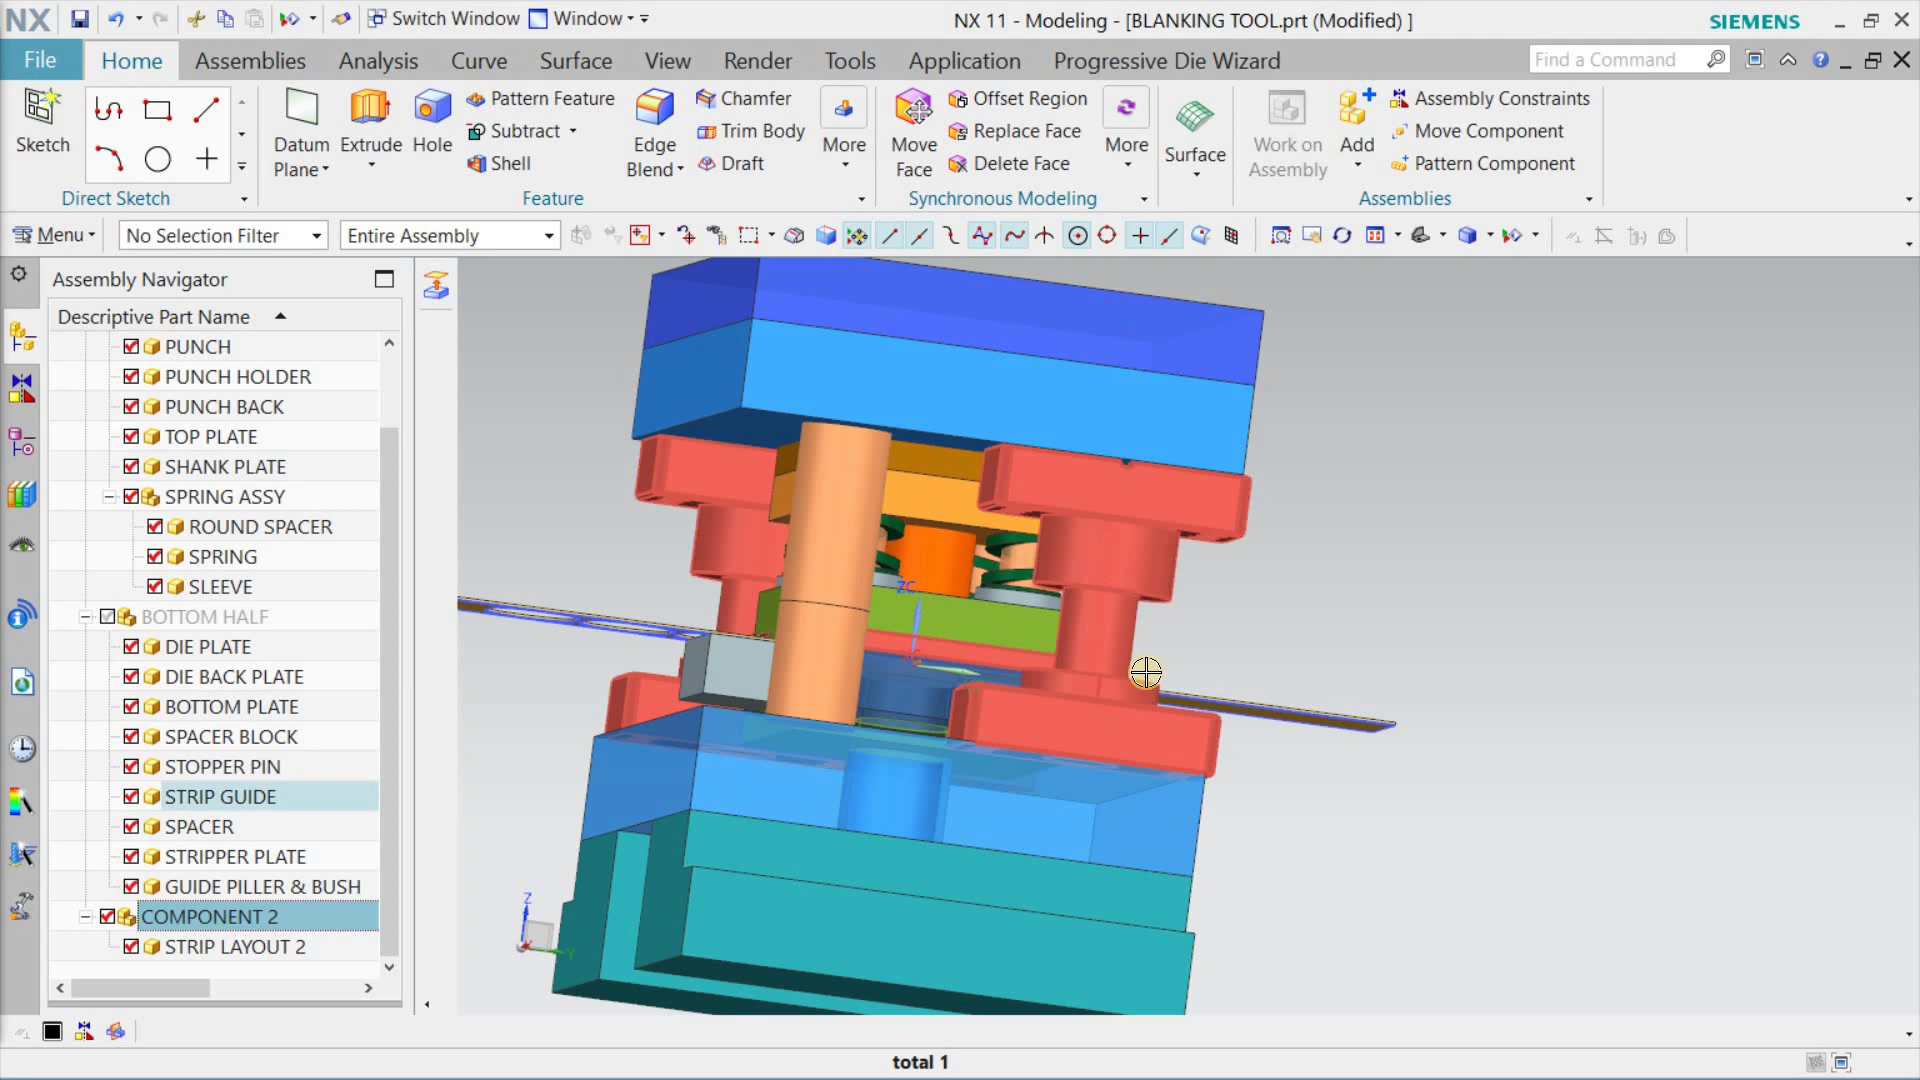 NX Switch Window Window NX 11 - Modeling - [BLANKING TOOL.prt (Modified) ] SIEMENS
File Home Assemblies Analysis Curve Surface View Render Tools Application Progressive Die Wizard Find a Command
Pattern Feature Chamfer Offset Region Assembly Constraints
Subtract Trim Body Replace Face Move Component
Sketch Datum Extrude Hole Edge More Move More Surface Work on Add
Plane Shell Blend Draft Face Delete Face Assembly Pattern Component
Direct Sketch Feature Synchronous Modeling Assemblies
Menu No Selection Filter Entire Assembly
Assembly Navigator
Descriptive Part Name
PUNCH
PUNCH HOLDER
PUNCH BACK
TOP PLATE
SHANK PLATE
SPRING ASSY
ROUND SPACER
SPRING
SLEEVE
BOTTOM HALF
DIE PLATE
DIE BACK PLATE
BOTTOM PLATE
SPACER BLOCK
STOPPER PIN
STRIP GUIDE
SPACER
STRIPPER PLATE
GUIDE PILLER & BUSH
COMPONENT 2
STRIP LAYOUT 2
ZC
Z
Y
total 1